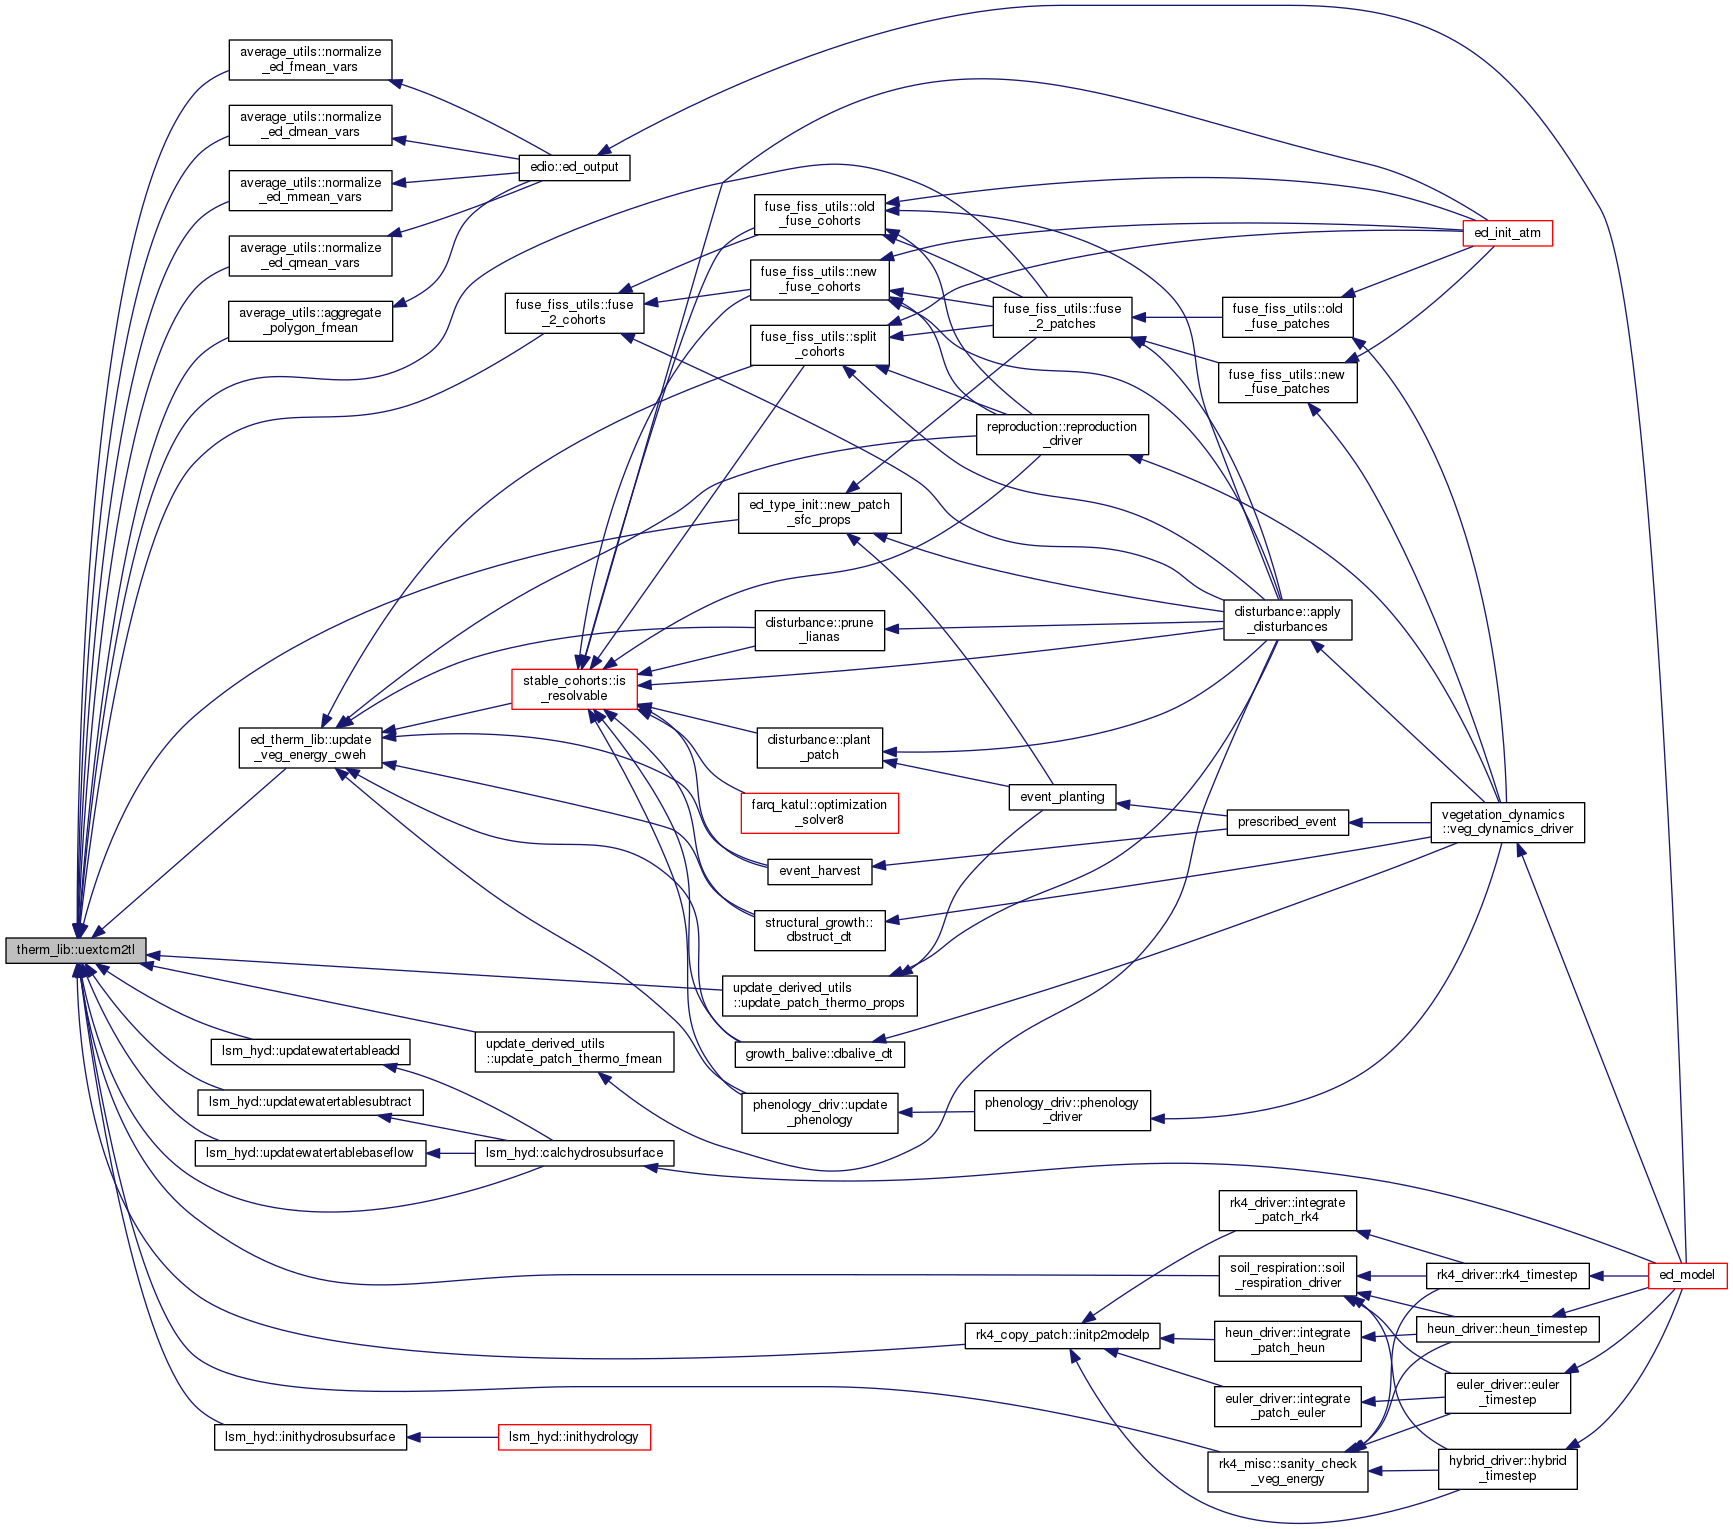 average_utils::normalize
_ed_fmean_vars
average_utils::normalize
_ed_dmean_vars
average_utils::normalize
_ed_mmean_vars
average_utils::normalize
_ed_qmean_vars
average_utils::aggregate
_polygon_fmean
edio::ed_output
fuse_fiss_utils::fuse
_2_cohorts
fuse_fiss_utils::old
_fuse_cohorts
fuse_fiss_utils::new
_fuse_cohorts
fuse_fiss_utils::split
_cohorts
fuse_fiss_utils::fuse
_2_patches
fuse_fiss_utils::old
_fuse_patches
fuse_fiss_utils::new
_fuse_patches
ed_init_atm
reproduction::reproduction
_driver
ed_type_init::new_patch
_sfc_props
disturbance::prune
_lianas
disturbance::apply
_disturbances
stable_cohorts::is
_resolvable
ed_therm_lib::update
_veg_energy_cweh
disturbance::plant
_patch
farq_katul::optimization
_solver8
event_planting
prescribed_event
vegetation_dynamics
::veg_dynamics_driver
event_harvest
structural_growth::
dbstruct_dt
therm_lib::uextcm2tl
update_derived_utils
::update_patch_thermo_props
update_derived_utils
::update_patch_thermo_fmean
growth_balive::dbalive_dt
lsm_hyd::updatewatertableadd
lsm_hyd::updatewatertablesubtract
lsm_hyd::updatewatertablebaseflow
lsm_hyd::calchydrosubsurface
phenology_driv::update
_phenology
phenology_driv::phenology
_driver
rk4_driver::integrate
_patch_rk4
soil_respiration::soil
_respiration_driver
rk4_driver::rk4_timestep
ed_model
rk4_copy_patch::initp2modelp
heun_driver::integrate
_patch_heun
heun_driver::heun_timestep
euler_driver::integrate
_patch_euler
euler_driver::euler
_timestep
lsm_hyd::inithydrosubsurface
lsm_hyd::inithydrology
rk4_misc::sanity_check
_veg_energy
hybrid_driver::hybrid
_timestep